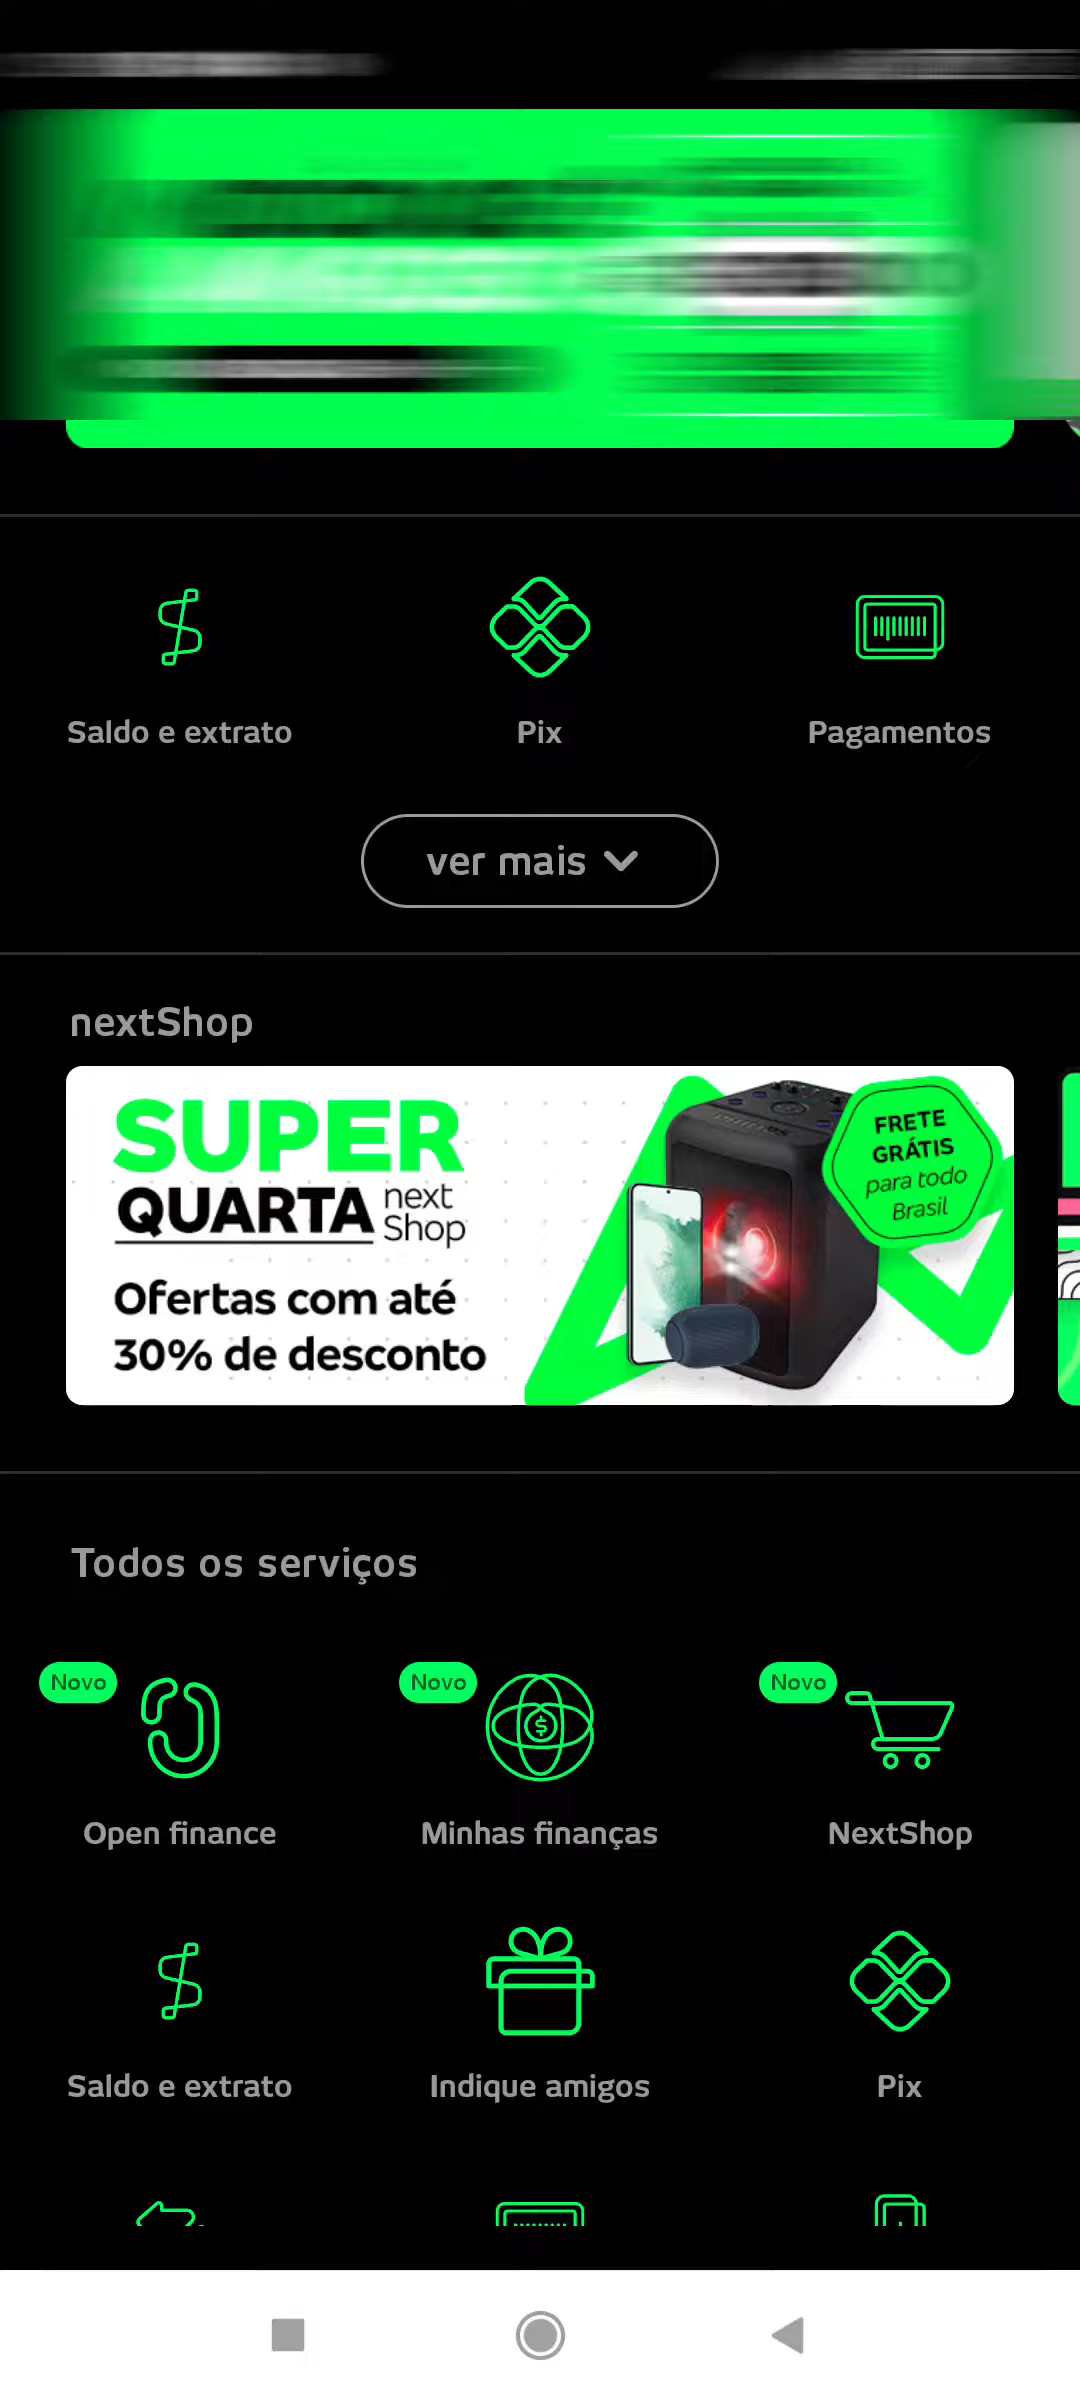 Saldo e extrato
Pix
Pagamentos
ver mais
nextShop
SUPER
QUARTA next Shop
Ofertas com até
30% de desconto
FRETE
GRÁTIS
para todo
Brasil
Todos os serviços
Novo
Novo
Novo
Open finance
Minhas finanças
NextShop
Saldo e extrato
Indique amigos
Pix